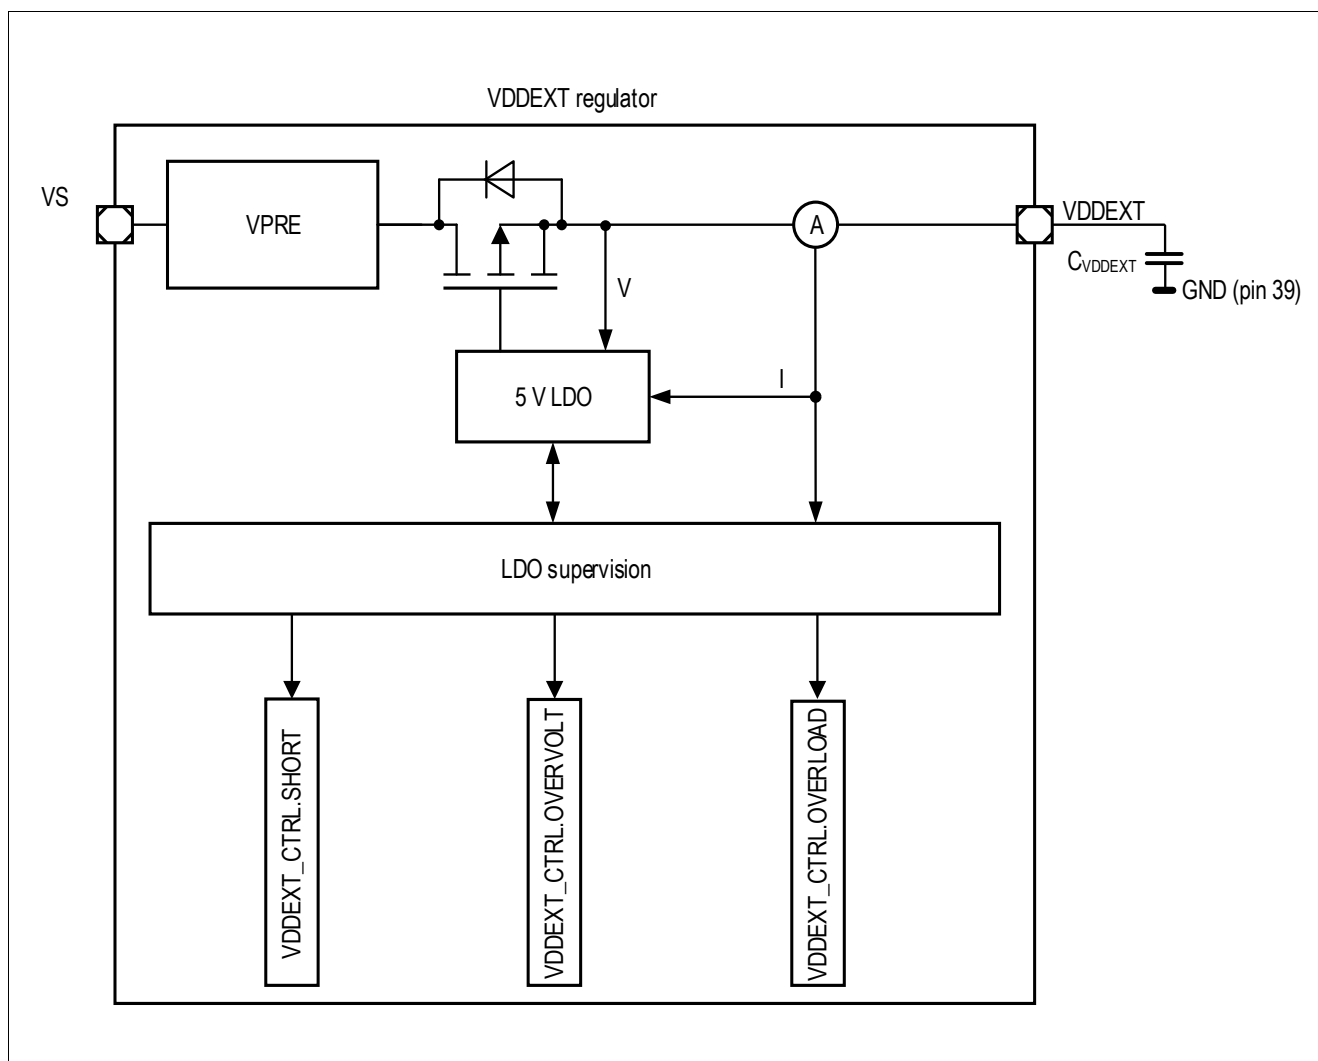 VDDEXT regulator
VS
VPRE
A
VDDEXT
CVDDEXT
GND (pin 39)
V
I
5 V LDO
LDO supervision
VDDEXT_CTRL.SHORT
VDDEXT_CTRL.OVERVOLT
VDDEXT_CTRL.OVERLOAD